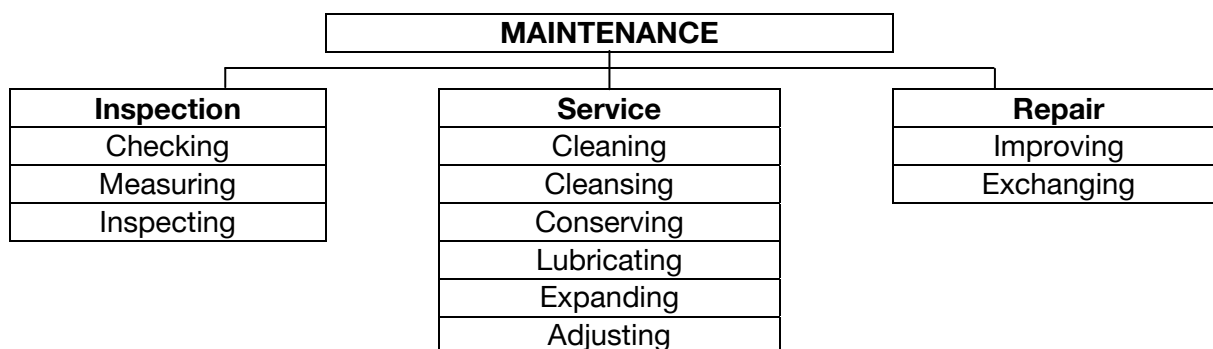 MAINTENANCE
Inspection
Checking
Measuring
Inspecting
Service
Cleaning
Cleansing
Conserving
Lubricating
Expanding
Adjusting
Repair
Improving
Exchanging